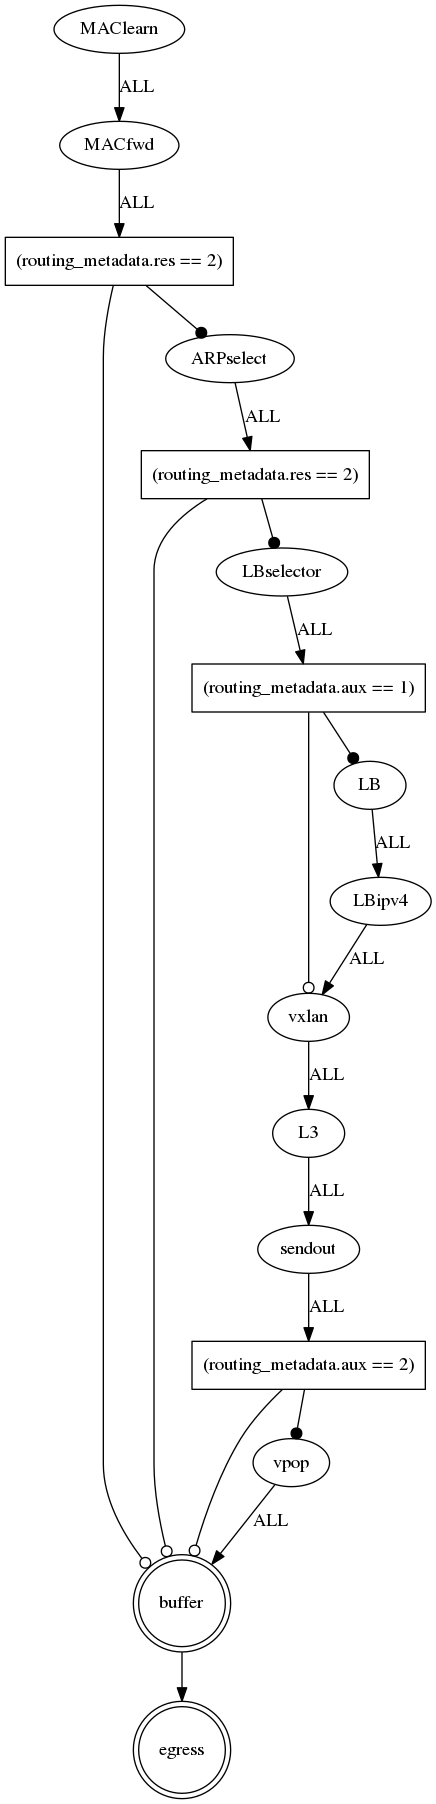 MAClearn
ALL
MACfwd
ALL
(routing_metadata.res == 2)
ARPselect
ALL
(routing_metadata.res == 2)
LBselector
ALL
(routing_metadata.aux == 1)
LB
ALL
LBipv4
ALL
vxlan
ALL
L3
ALL
sendout
ALL
(routing_metadata.aux == 2)
vpop
ALL
buffer
egress